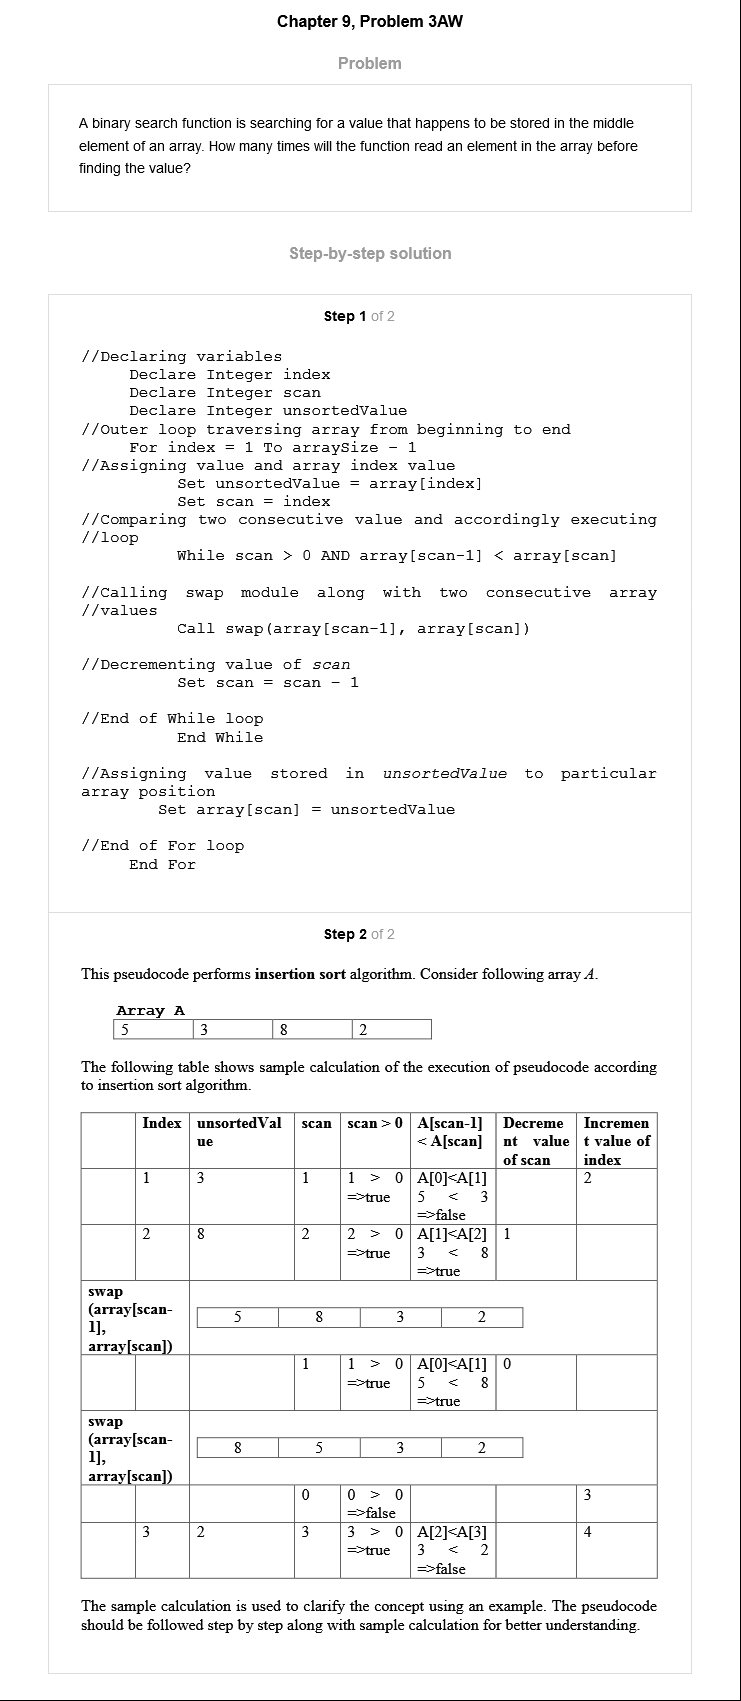 Chapter 9, Problem 3AW
Problem
A binary search function is searching for a value that happens to be stored in the middle
element of an array. How many times will the function read an element in the array before
finding the value?
Step-by-step solution
Step 1 of 2
//Declaring variables
Declare Integer index
Declare Integer scan
Declare Integer unsortedValue
//Outer loop traversing array from beginning to end
For index = 1 To arraySize – 1
//Assigning value and array index value
Set unsortedValue = array[index]
Set scan = index
//Comparing two consecutive value and accordingly executing
//loop
While scan > 0 AND array[scan-1] < array[scan]
//Calling swap module along with two consecutive array
//values
Call swap(array[scan-1], array[scan])
//Decrementing value of scan
Set scan = scan – 1
//End of While loop
End While
//Assigning value stored in unsortedValue to particular
array position
Set array[scan] = unsortedValue
//End of For loop
End For
Step 2 of 2
This pseudocode performs insertion sort algorithm. Consider following array A.
Array A
5 3 8 2
The following table shows sample calculation of the execution of pseudocode according
to insertion sort algorithm.
Index unsortedVal scan scan > 0 A[scan-1] Decreme Incremen
ue < A[scan] nt value t value of
of scan index
1 3 1 1 > 0 A[0]<A[1] 2
=>true 5 < 3
=>false
2 8 2 2 > 0 A[1]<A[2] 1
=>true 3 < 8
=>true
swap
(array[scan-
1],
array[scan])
5 8 3 2
1 1 > 0 A[0]<A[1] 0
=>true 5 < 8
=>true
swap
(array[scan-
1],
array[scan])
8 5 3 2
0 0 > 0 3
=>false
3 2 3 3 > 0 A[2]<A[3] 4
=>true 3 < 2
=>false
The sample calculation is used to clarify the concept using an example. The pseudocode
should be followed step by step along with sample calculation for better understanding.